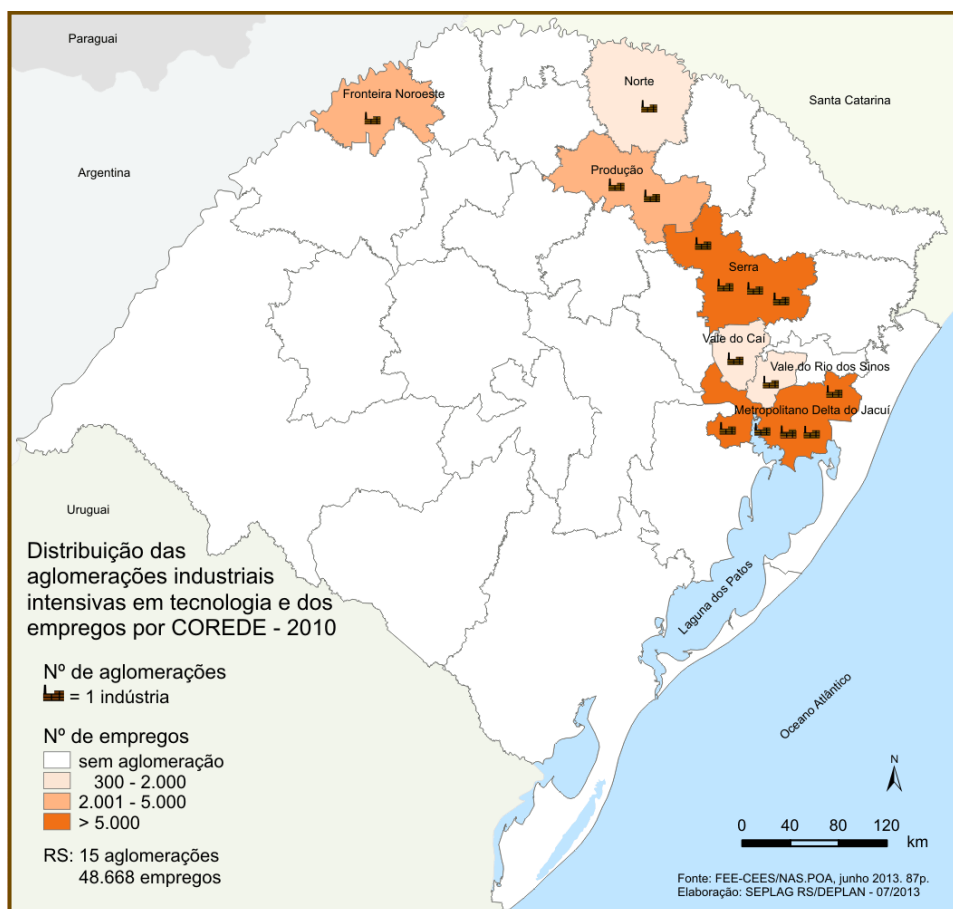 Paraguai
Fronteira Noroeste
Norte
Santa Catarina
Argentina
Produção
Serra
Vale do Caí
Vale do Rio dos Sinos
Metropolitano Delta do Jacuí
Uruguai
Distribuição das
aglomerações industriais
intensivas em tecnologia e dos
empregos por COREDE - 2010
Laguna dos Patos
Oceano Atlântico
Nº de aglomerações
= 1 indústria
Nº de empregos
sem aglomeração
300 - 2.000
2.001 - 5.000
> 5.000
RS: 15 aglomerações
48.668 empregos
N
0 40 80 120
km
Fonte: FEE-CEES/NAS.POA, junho 2013. 87p.
Elaboração: SEPLAG RS/DEPLAN - 07/2013